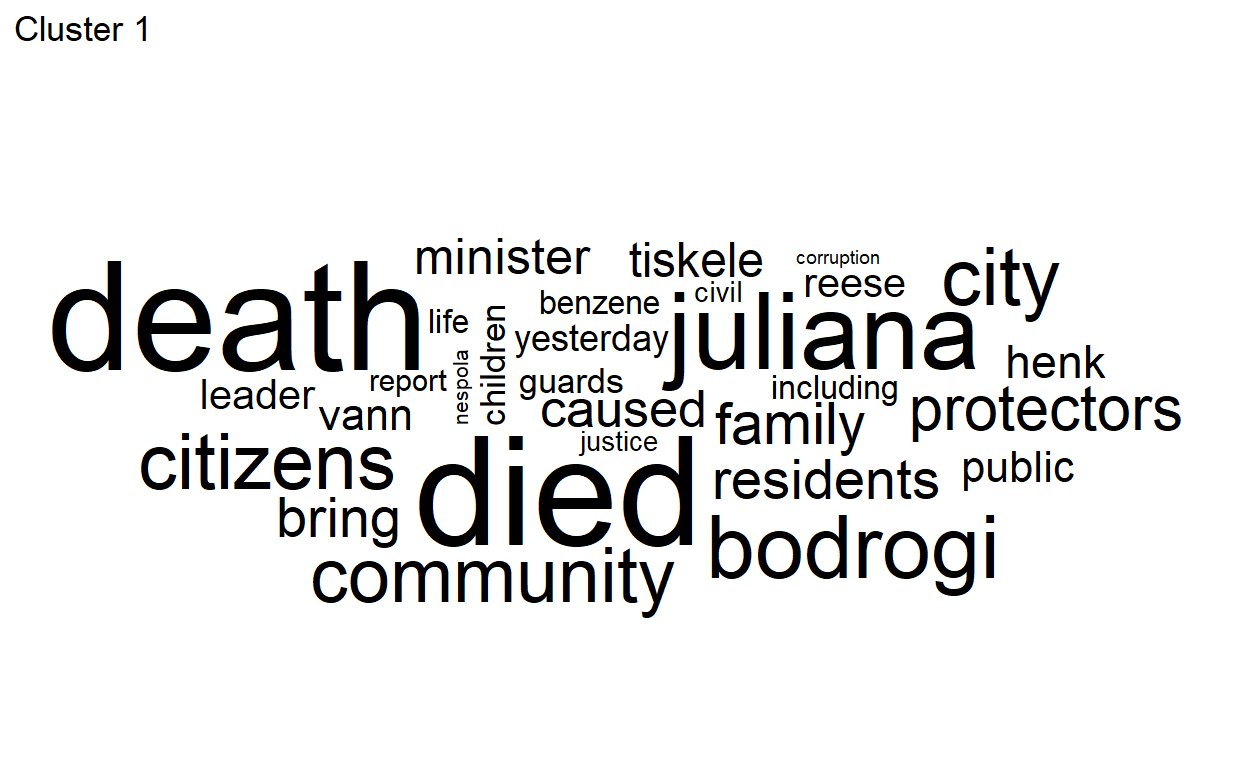 Cluster 1
minister
tiskele
corruption
city
death
life
children
benzene
civil
reese
yesterday
juliana
henk
leader
report
nespola
guards
including
vann
caused
family
protectors
citizens
justice
bring
died
residents
public
community
bodrogi